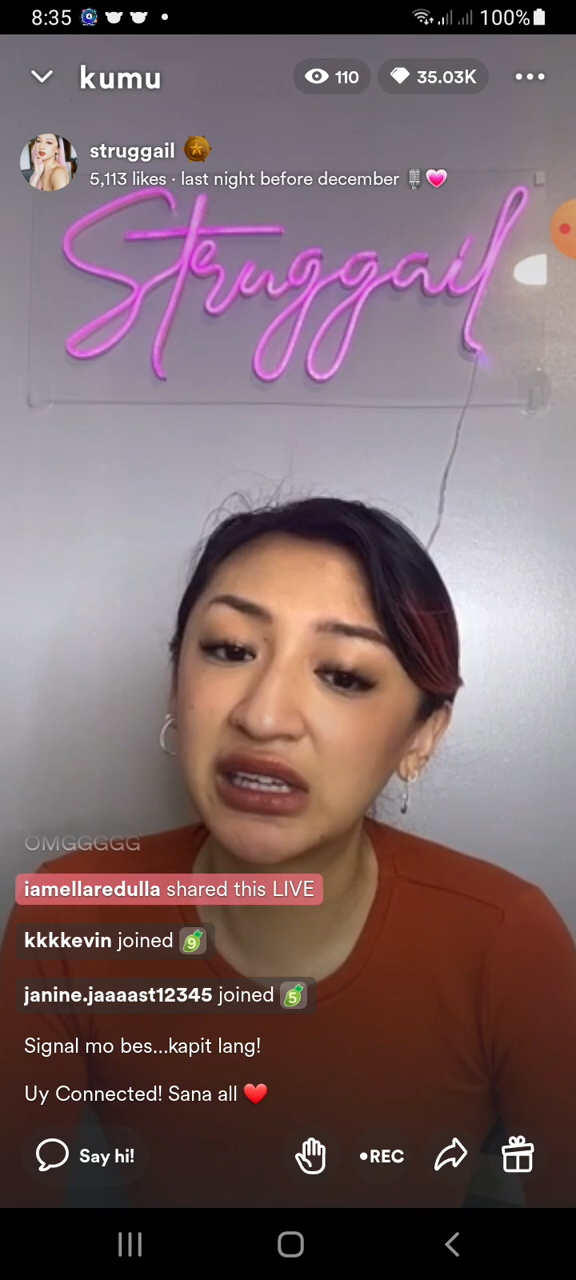 8:35 100%
kumu 110 35.03K
struggail
5,113 likes · last night before december
Struggail
OMGGGGG
iamellaredulla shared this LIVE
kkkkevin joined 9
janine.jaaaast12345 joined 5
Signal mo bes...kapit lang!
Uy Connected! Sana all
Say hi! •REC